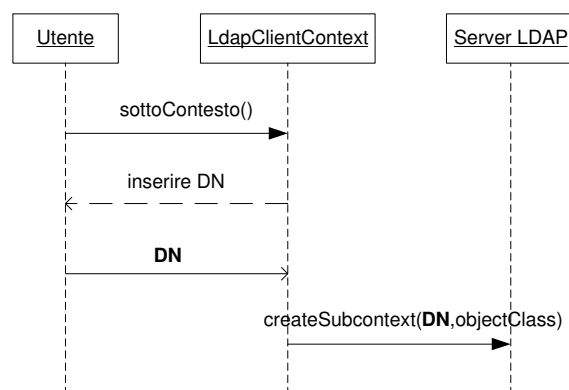 Utente
LdapClientContext
Server LDAP
sottoContesto()
inserire DN
DN
createSubcontext(DN,objectClass)